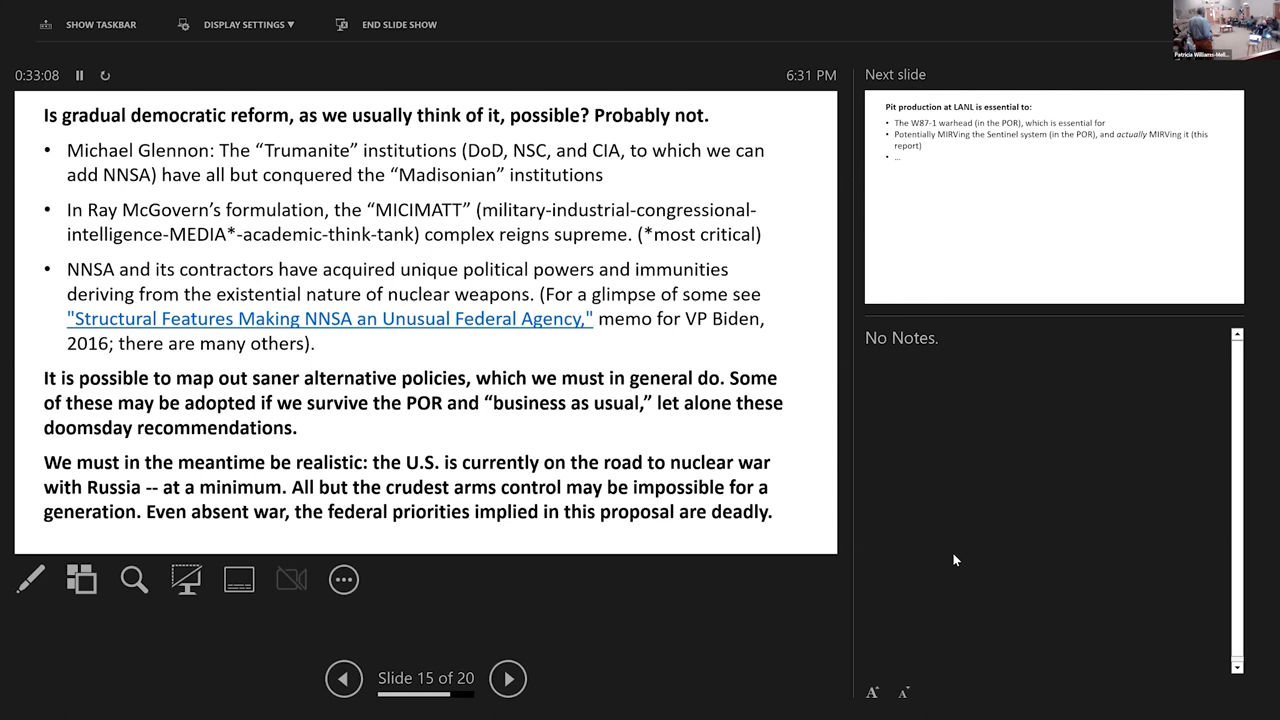 SHOW TASKBAR
DISPLAY SETTINGS ▼
END SLIDE SHOW
Patricia Williams-Mel...
0:33:08
6:31 PM
Next slide
Is gradual democratic reform, as we usually think of it, possible? Probably not.
• Michael Glennon: The “Trumanite” institutions (DoD, NSC, and CIA, to which we can
add NNSA) have all but conquered the “Madisonian” institutions
• In Ray McGovern’s formulation, the “MICIMATT” (military-industrial-congressional-
intelligence-MEDIA*-academic-think-tank) complex reigns supreme. (*most critical)
• NNSA and its contractors have acquired unique political powers and immunities
deriving from the existential nature of nuclear weapons. (For a glimpse of some see
"Structural Features Making NNSA an Unusual Federal Agency," memo for VP Biden,
2016; there are many others).
It is possible to map out saner alternative policies, which we must in general do. Some
of these may be adopted if we survive the POR and “business as usual,” let alone these
doomsday recommendations.
We must in the meantime be realistic: the U.S. is currently on the road to nuclear war
with Russia -- at a minimum. All but the crudest arms control may be impossible for a
generation. Even absent war, the federal priorities implied in this proposal are deadly.
Pit production at LANL is essential to:
• The W87-1 warhead (in the POR), which is essential for
• Potentially MIRVing the Sentinel system (in the POR), and actually MIRVing it (this
report)
• ...
No Notes.
Slide 15 of 20
A A